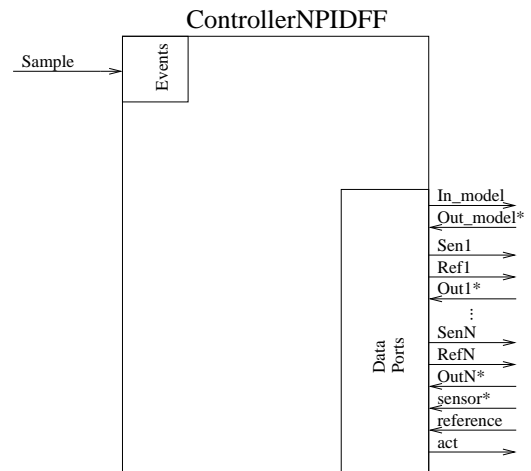 ControllerNPIDFF
Sample
Events
In_model
Out_model*
Sen1
Ref1
Out1*
...
SenN
RefN
OutN*
sensor*
reference
act
Data
Ports